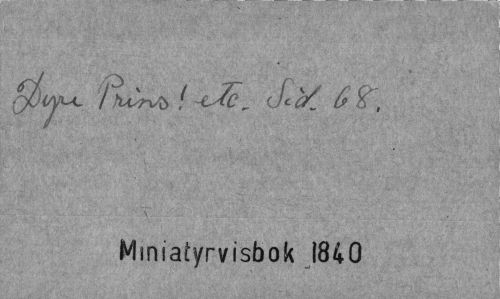 Dyre Prins! etc. Sid. 68.
Miniatyrvisbok 1840